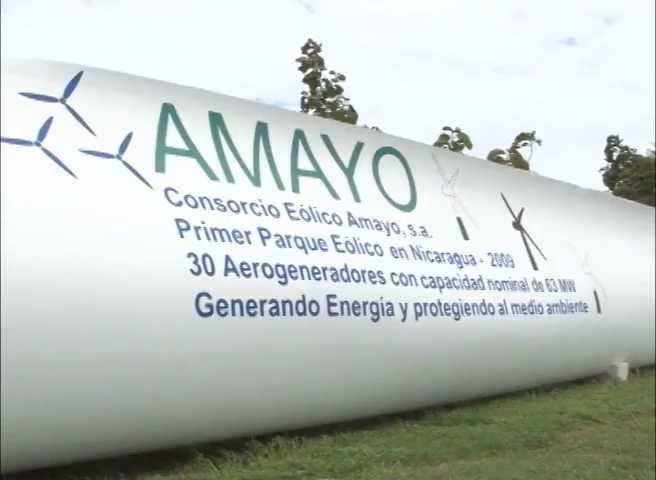 AMAYO
Consorcio Eólico Amayo, s.a.
Primer Parque Eólico en Nicaragua - 2009
30 Aerogeneradores con capacidad nominal de 63 MW
Generando Energía y protegiendo al medio ambiente